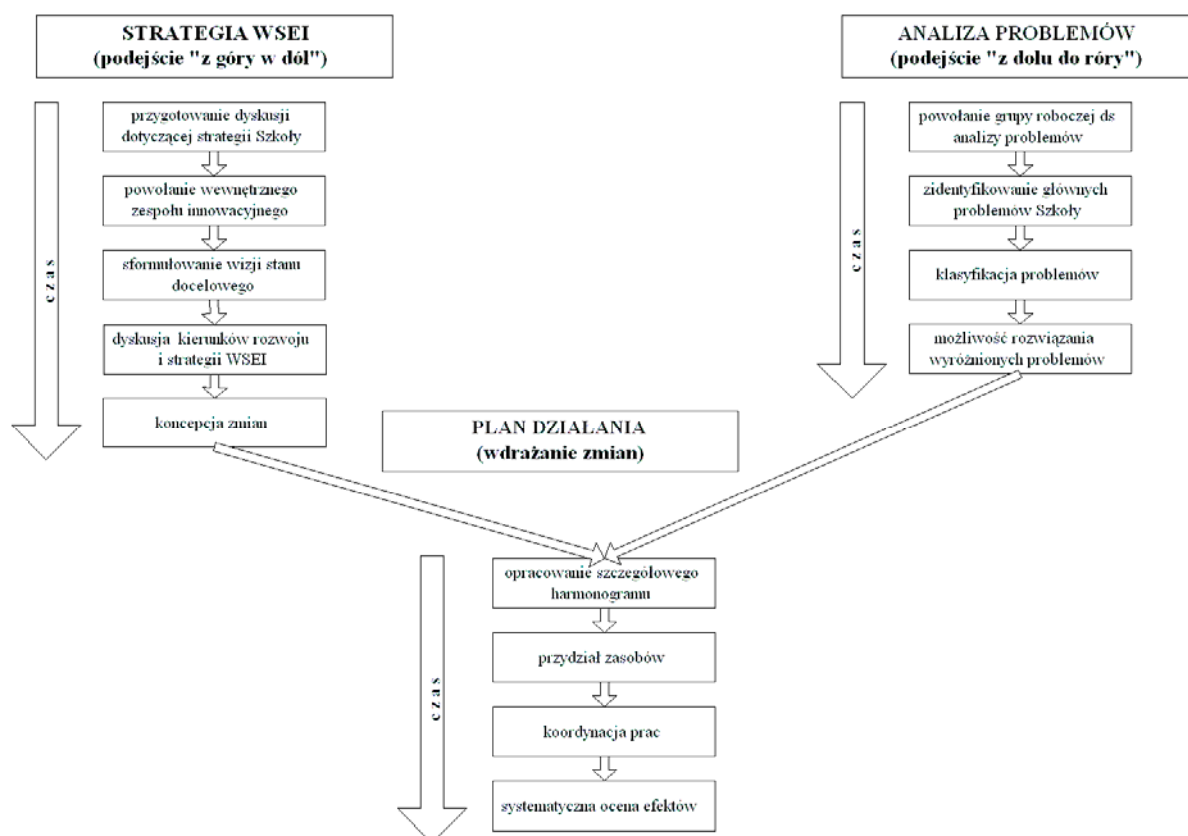 STRATEGIA WSEI
(podejście "z góry w dól")
przygotowanie dyskusji
dotyczącej strategii Szkoły
powołanie wewnętrznego
zespołu innowacyjnego
sformułowanie wizji stanu
docelowego
dyskusja kierunków rozwoju
i strategii WSEI
koncepcja zmian
czas
ANALIZA PROBLEMÓW
(podejście "z dolu do róry")
powołanie grupy roboczej ds
analizy problemów
zidentyfikowanie głównych
problemów Szkoły
klasyfikacja problemów
możliwość rozwiązania
wyróżnionych problemów
czas
PLAN DZIALANIA
(wdrażanie zmian)
opracowanie szczegółowego
harmonogramu
przydział zasobów
koordynacja prac
systematyczna ocena efektów
czas